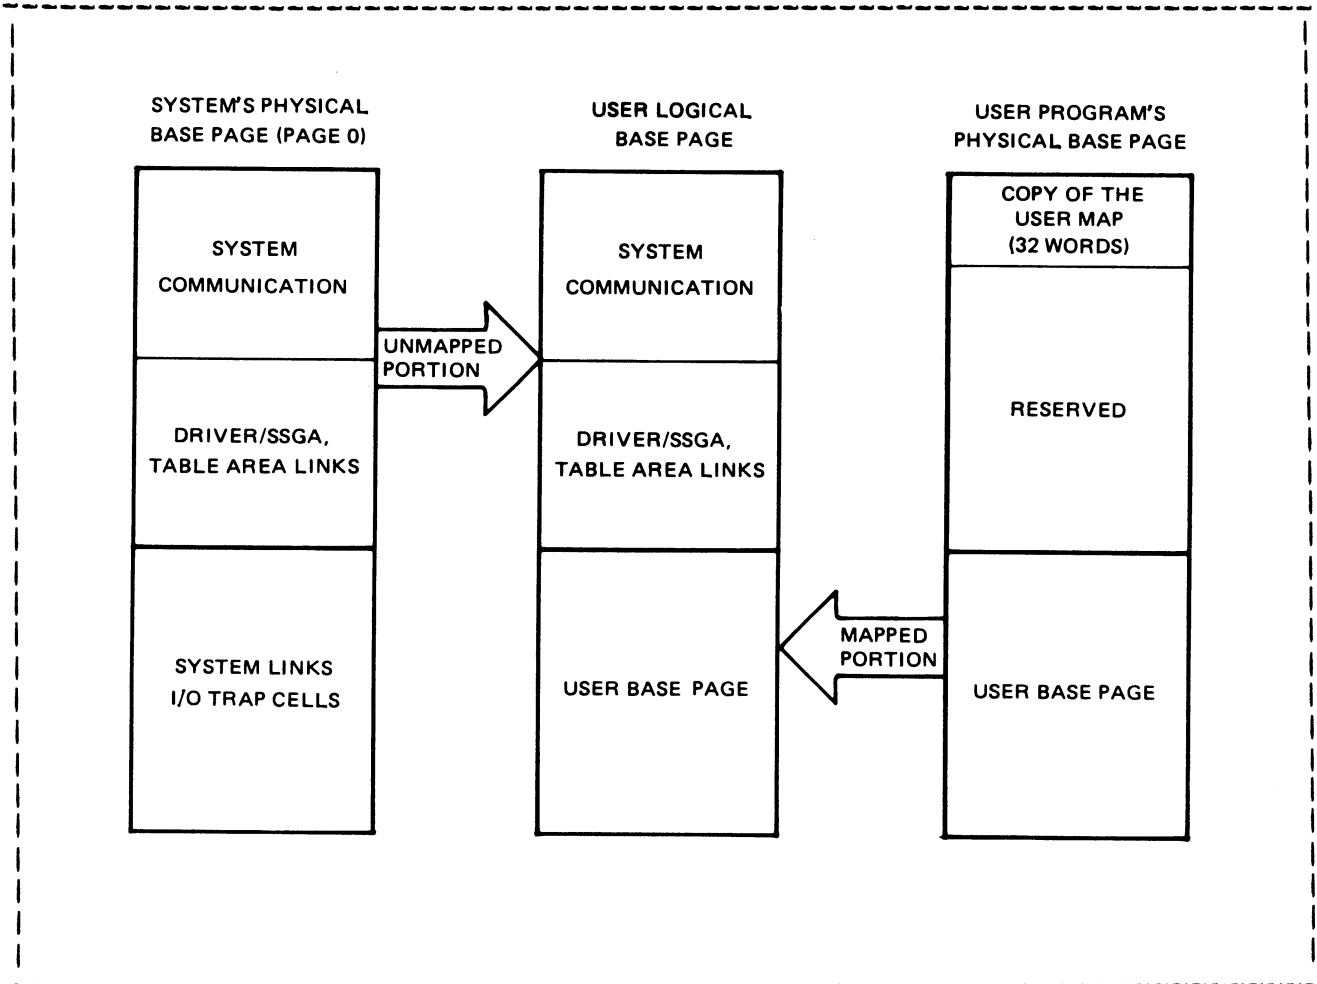 SYSTEM'S PHYSICAL
BASE PAGE (PAGE 0)
SYSTEM
COMMUNICATION
DRIVER/SSGA,
TABLE AREA LINKS
SYSTEM LINKS
I/O TRAP CELLS
UNMAPPED
PORTION
USER LOGICAL
BASE PAGE
SYSTEM
COMMUNICATION
DRIVER/SSGA,
TABLE AREA LINKS
USER BASE PAGE
MAPPED
PORTION
USER PROGRAM'S
PHYSICAL BASE PAGE
COPY OF THE
USER MAP
(32 WORDS)
RESERVED
USER BASE PAGE